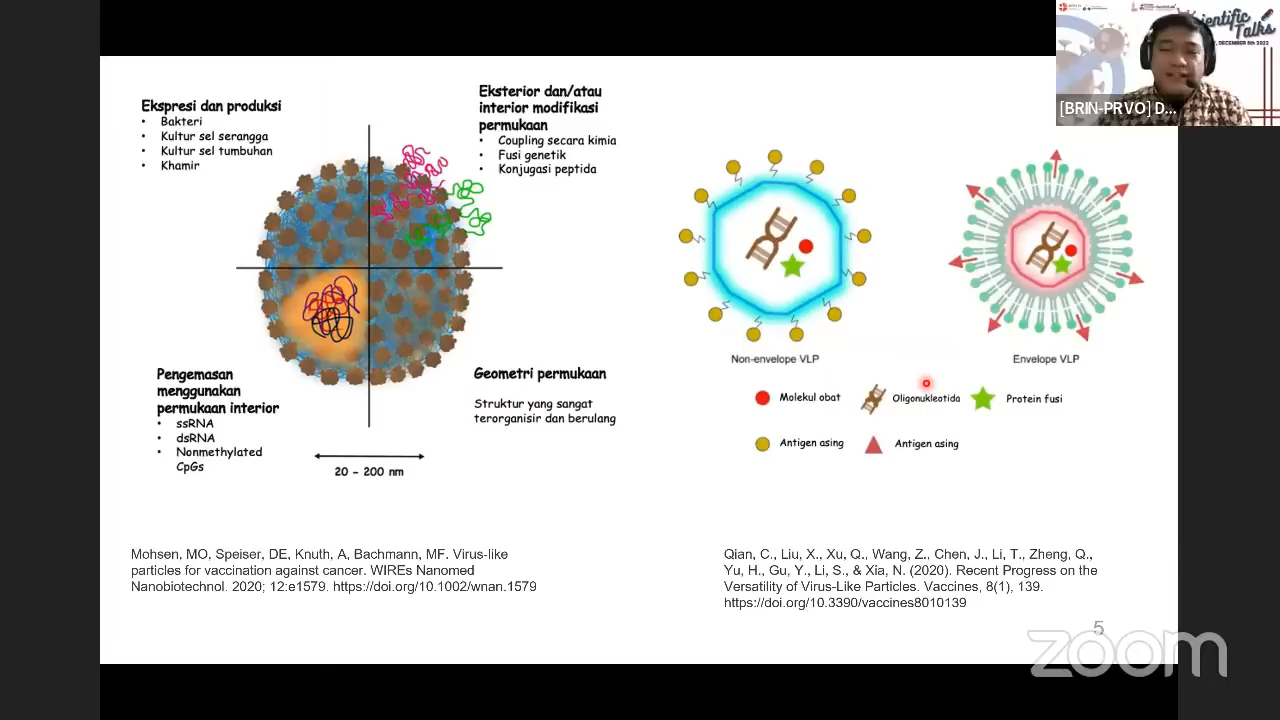 Ekspresi dan produksi
• Bakteri
• Kultur sel serangga
• Kultur sel tumbuhan
• Khamir
Eksterior dan/atau
interior modifikasi
permukaan
• Coupling secara kimia
• Fusi genetik
• Konjugasi peptida
Pengemasan
menggunakan
permukaan interior
• ssRNA
• dsRNA
• Nonmethylated
CpGs
Geometri permukaan
Struktur yang sangat
terorganisir dan berulang
20 – 200 nm
Non-envelope VLP
Envelope VLP
Molekul obat
Oligonukleotida
Protein fusi
Antigen asing
Antigen asing
Mohsen, MO, Speiser, DE, Knuth, A, Bachmann, MF. Virus-like
particles for vaccination against cancer. WIREs Nanomed
Nanobiotechnol. 2020; 12:e1579. https://doi.org/10.1002/wnan.1579
Qian, C., Liu, X., Xu, Q., Wang, Z., Chen, J., Li, T., Zheng, Q.,
Yu, H., Gu, Y., Li, S., & Xia, N. (2020). Recent Progress on the
Versatility of Virus-Like Particles. Vaccines, 8(1), 139.
https://doi.org/10.3390/vaccines8010139
5
zoom
Talks
DECEMBER 5th 2022
[BRIN-PRVO] D...